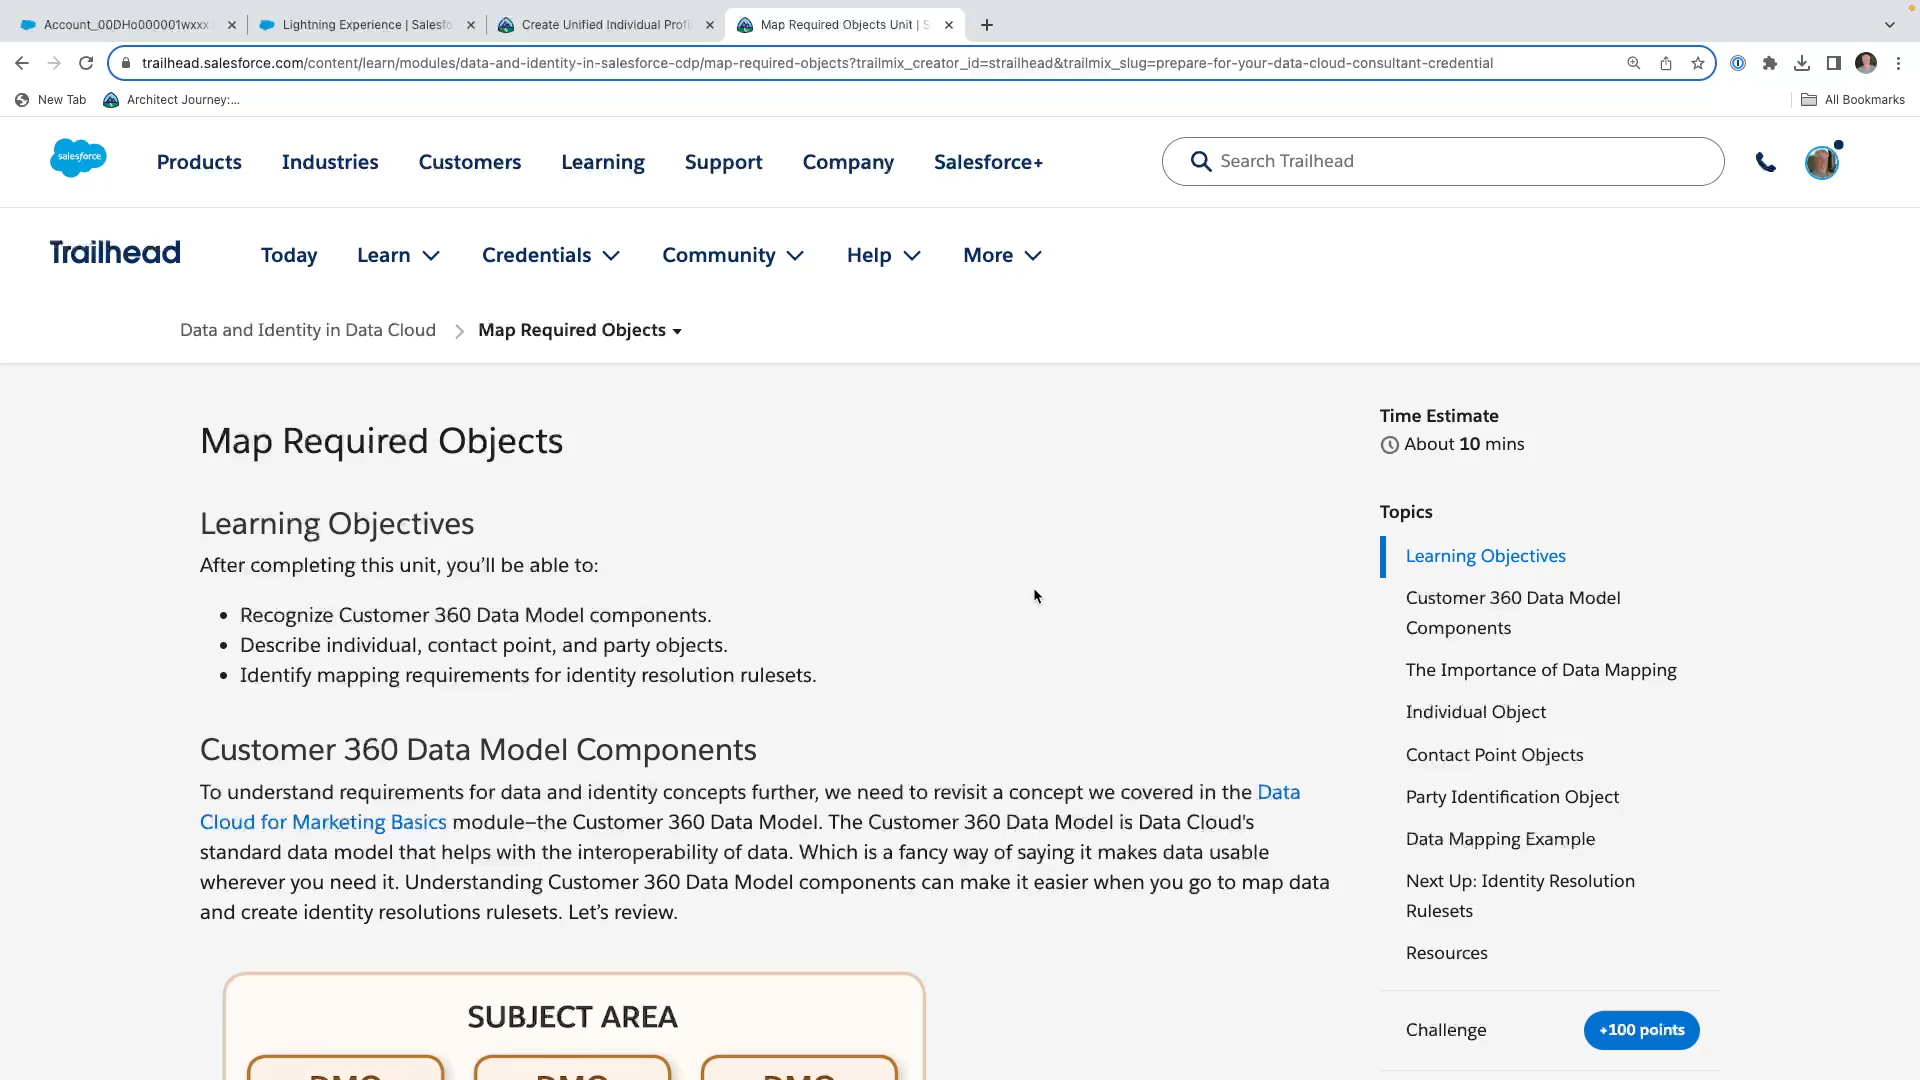 Account_00DHo000001wxxx
Lightning Experience | Salesfo
Create Unified Individual Profi
Map Required Objects Unit | S
trailhead.salesforce.com/content/learn/modules/data-and-identity-in-salesforce-cdp/map-required-objects?trailmix_creator_id=strailhead&trailmix_slug=prepare-for-your-data-cloud-consultant-credential
New Tab
Architect Journey:...
All Bookmarks
salesforce
Products
Industries
Customers
Learning
Support
Company
Salesforce+
Search Trailhead
Trailhead
Today
Learn
Credentials
Community
Help
More
Data and Identity in Data Cloud
Map Required Objects
Map Required Objects
Learning Objectives
After completing this unit, you’ll be able to:
• Recognize Customer 360 Data Model components.
• Describe individual, contact point, and party objects.
• Identify mapping requirements for identity resolution rulesets.
Customer 360 Data Model Components
To understand requirements for data and identity concepts further, we need to revisit a concept we covered in the Data
Cloud for Marketing Basics module—the Customer 360 Data Model. The Customer 360 Data Model is Data Cloud's
standard data model that helps with the interoperability of data. Which is a fancy way of saying it makes data usable
wherever you need it. Understanding Customer 360 Data Model components can make it easier when you go to map data
and create identity resolutions rulesets. Let’s review.
SUBJECT AREA
DMO
DMO
DMO
Time Estimate
About 10 mins
Topics
Learning Objectives
Customer 360 Data Model
Components
The Importance of Data Mapping
Individual Object
Contact Point Objects
Party Identification Object
Data Mapping Example
Next Up: Identity Resolution
Rulesets
Resources
Challenge
+100 points